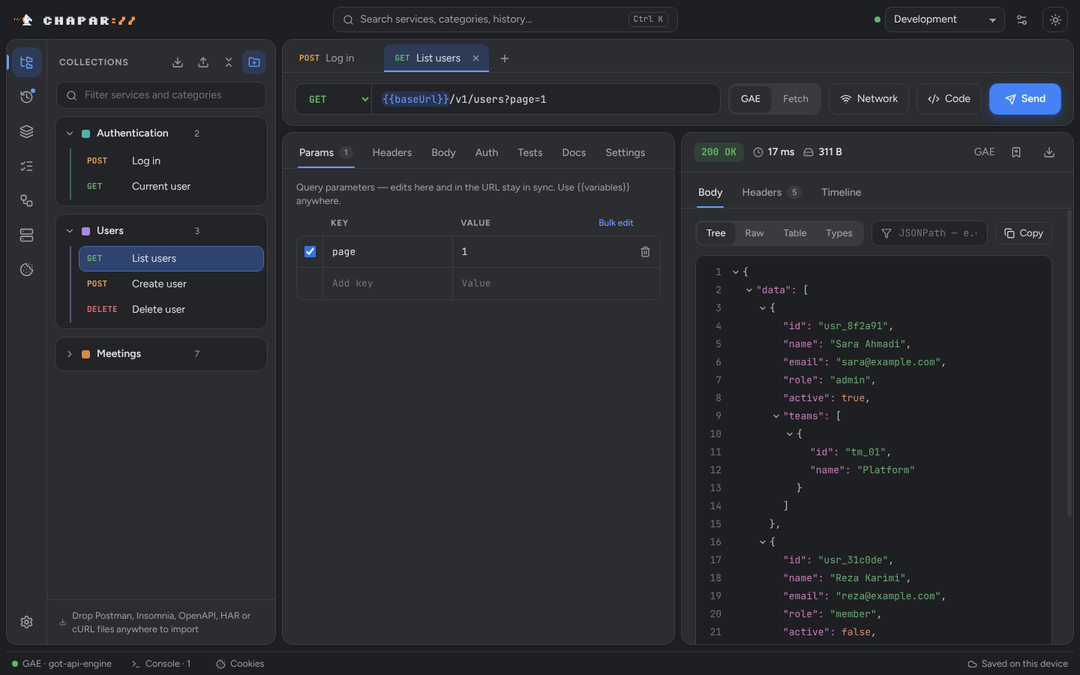 CHAPAR://
Search services, categories, history... Ctrl K
Development
COLLECTIONS
Filter services and categories
Authentication 2
POST Log in
GET Current user
Users 3
GET List users
POST Create user
DELETE Delete user
Meetings 7
Drop Postman, Insomnia, OpenAPI, HAR or
cURL files anywhere to import
POST Log in
GET List users
GET {{baseUrl}}/v1/users?page=1
GAE Fetch
Network
Code
Send
Params 1 Headers Body Auth Tests Docs Settings
Query parameters — edits here and in the URL stay in sync. Use {{variables}}
anywhere.
KEY VALUE Bulk edit
page 1
Add key Value
200 OK 17 ms 311 B GAE
Body Headers 5 Timeline
Tree Raw Table Types JSONPath — e. Copy
1 {
2 "data": [
3 {
4 "id": "usr_8f2a91",
5 "name": "Sara Ahmadi",
6 "email": "sara@example.com",
7 "role": "admin",
8 "active": true,
9 "teams": [
10 {
11 "id": "tm_01",
12 "name": "Platform"
13 }
14 ]
15 },
16 {
17 "id": "usr_31c0de",
18 "name": "Reza Karimi",
19 "email": "reza@example.com",
20 "role": "member",
21 "active": false,
GAE · got-api-engine Console · 1 Cookies Saved on this device